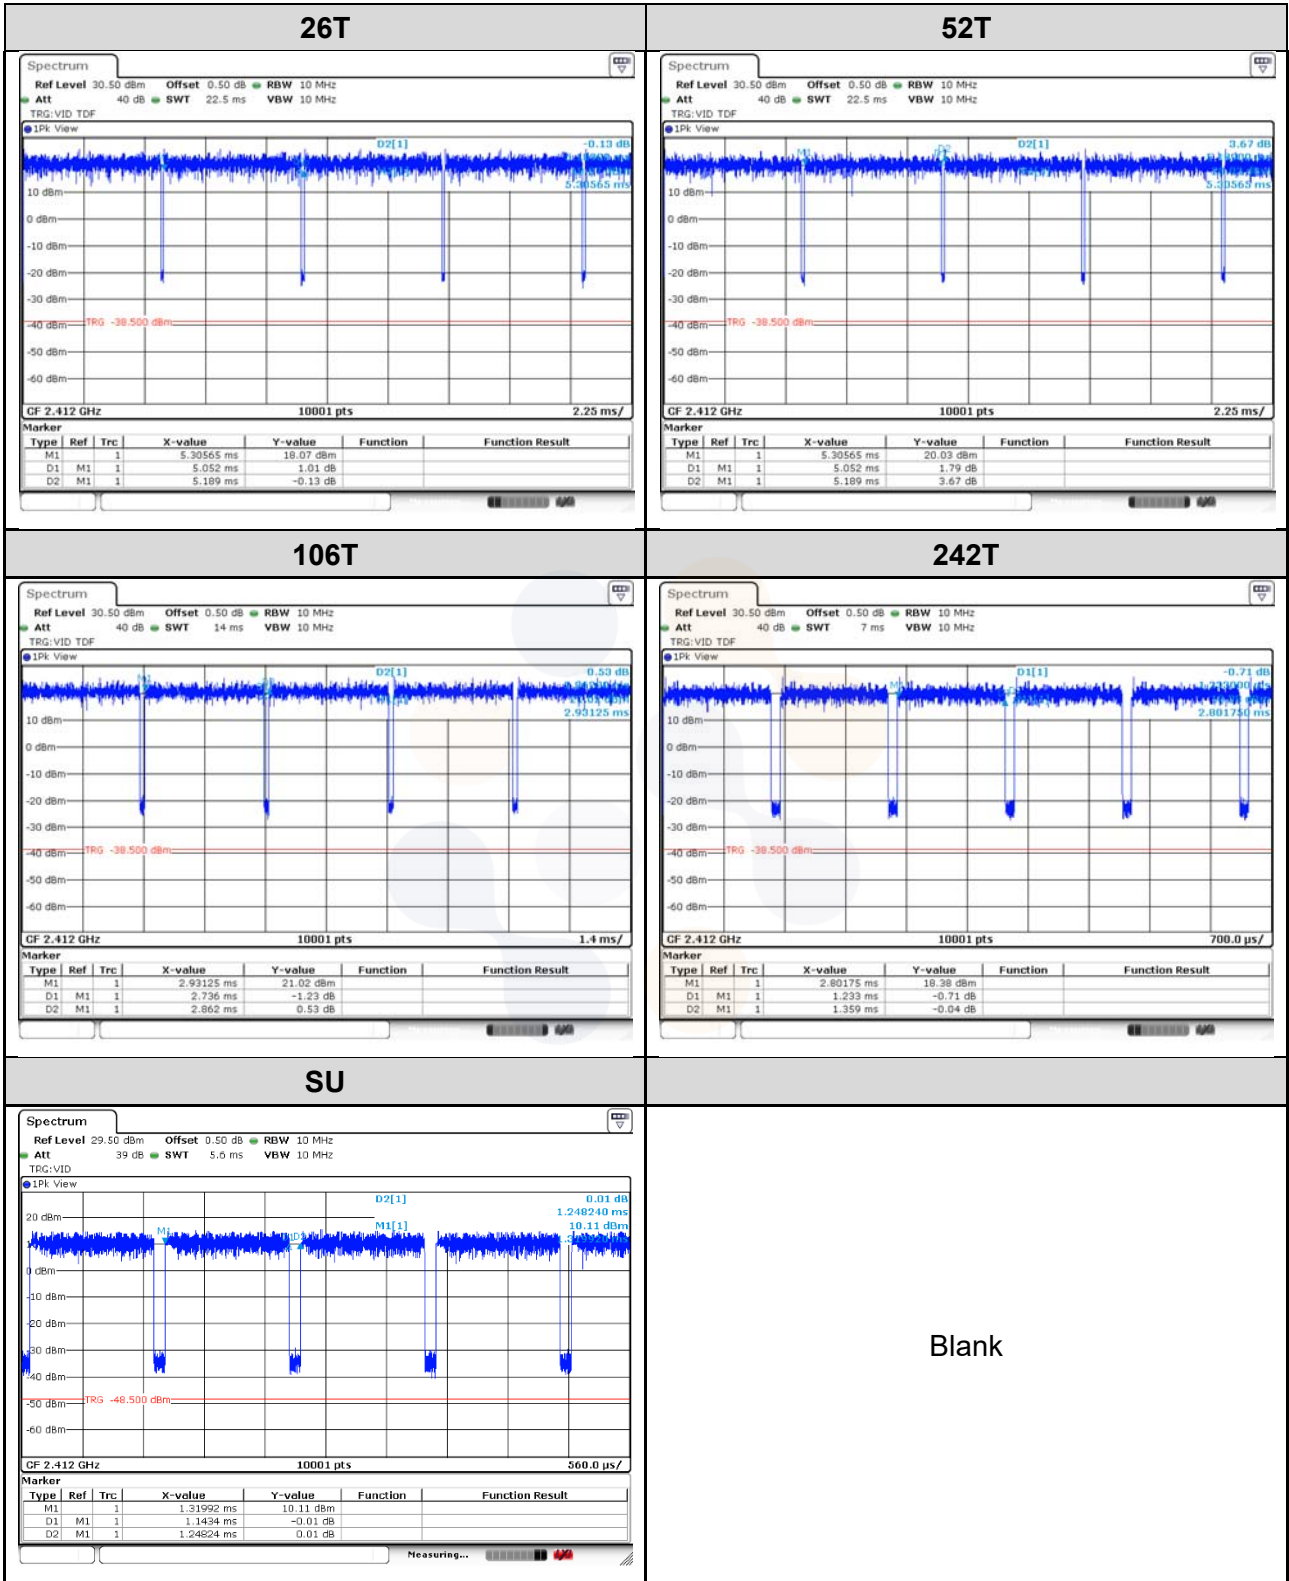 26T
52T
Spectrum
Ref Level 30.50 dBm Offset 0.50 dB RBW 10 MHz
Att 40 dB SWT 22.5 ms VBW 10 MHz
TRG:VID TDF
1Pk View
D2[1] -0.13 dB
5.30565 ms
10 dBm
0 dBm
-10 dBm
-20 dBm
-30 dBm
-40 dBm
TRG -38.500 dBm
-50 dBm
-60 dBm
CF 2.412 GHz 10001 pts 2.25 ms/
Marker
Type Ref Trc X-value Y-value Function Function Result
M1 1 5.30565 ms 18.07 dBm
D1 M1 1 5.052 ms 1.01 dB
D2 M1 1 5.189 ms -0.13 dB
Spectrum
Ref Level 30.50 dBm Offset 0.50 dB RBW 10 MHz
Att 40 dB SWT 22.5 ms VBW 10 MHz
TRG:VID TDF
1Pk View
D2[1] 3.67 dB
M1
D2
5.30565 ms
10 dBm
0 dBm
-10 dBm
-20 dBm
-30 dBm
-40 dBm
TRG -38.500 dBm
-50 dBm
-60 dBm
CF 2.412 GHz 10001 pts 2.25 ms/
Marker
Type Ref Trc X-value Y-value Function Function Result
M1 1 5.30565 ms 20.03 dBm
D1 M1 1 5.052 ms 1.79 dB
D2 M1 1 5.189 ms 3.67 dB
106T
242T
Spectrum
Ref Level 30.50 dBm Offset 0.50 dB RBW 10 MHz
Att 40 dB SWT 14 ms VBW 10 MHz
TRG:VID TDF
1Pk View
D2[1] 0.53 dB
M1
2.93125 ms
10 dBm
0 dBm
-10 dBm
-20 dBm
-30 dBm
-40 dBm
TRG -38.500 dBm
-50 dBm
-60 dBm
CF 2.412 GHz 10001 pts 1.4 ms/
Marker
Type Ref Trc X-value Y-value Function Function Result
M1 1 2.93125 ms 21.02 dBm
D1 M1 1 2.736 ms -1.23 dB
D2 M1 1 2.862 ms 0.53 dB
Spectrum
Ref Level 30.50 dBm Offset 0.50 dB RBW 10 MHz
Att 40 dB SWT 7 ms VBW 10 MHz
TRG:VID TDF
1Pk View
D1[1] -0.71 dB
2.801750 ms
10 dBm
0 dBm
-10 dBm
-20 dBm
-30 dBm
-40 dBm
TRG -38.500 dBm
-50 dBm
-60 dBm
CF 2.412 GHz 10001 pts 700.0 µs/
Marker
Type Ref Trc X-value Y-value Function Function Result
M1 1 2.80175 ms 18.38 dBm
D1 M1 1 1.233 ms -0.71 dB
D2 M1 1 1.359 ms -0.04 dB
SU
Spectrum
Ref Level 29.50 dBm Offset 0.50 dB RBW 10 MHz
Att 39 dB SWT 5.6 ms VBW 10 MHz
TRG:VID
1Pk View
D2[1] 0.01 dB
1.248240 ms
20 dBm
M1[1] 10.11 dBm
M1
0 dBm
-10 dBm
-20 dBm
-30 dBm
-40 dBm
TRG -48.500 dBm
-50 dBm
-60 dBm
CF 2.412 GHz 10001 pts 560.0 µs/
Marker
Type Ref Trc X-value Y-value Function Function Result
M1 1 1.31992 ms 10.11 dBm
D1 M1 1 1.1434 ms -0.01 dB
D2 M1 1 1.24824 ms 0.01 dB
Measuring...
Blank